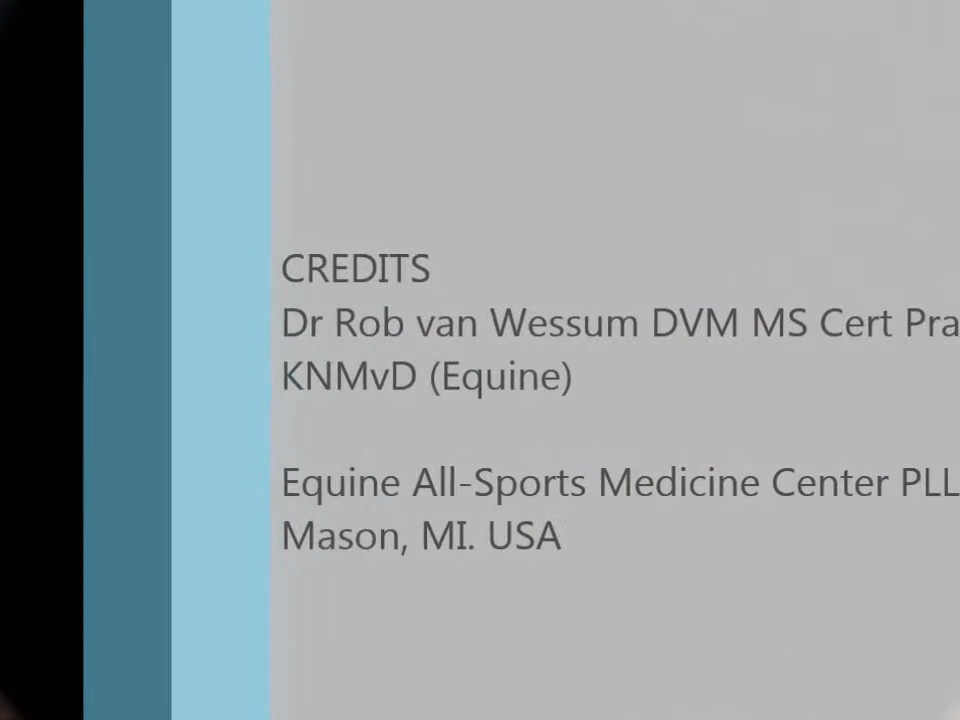 CREDITS
Dr Rob van Wessum DVM MS Cert Pra
KNMvD (Equine)
Equine All-Sports Medicine Center PLL
Mason, MI. USA